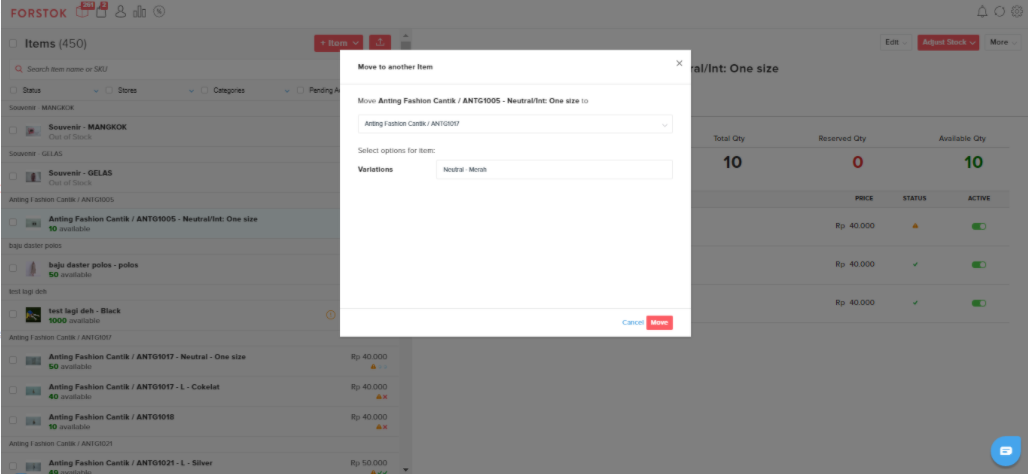 FORSTOK 201 2
Items (450)
+ Item
Edit
Adjust Stock
More
Search item name or SKU
Status
Stores
Categories
Pending
Souvenir - MANGKOK
Souvenir - MANGKOK
Out of Stock
Souvenir - GELAS
Souvenir - GELAS
Out of Stock
Anting Fashion Cantik / ANTG1005
Anting Fashion Cantik / ANTG1005 - Neutral/Int: One size
10 available
baju daster polos
baju daster polos - polos
50 available
test lagi deh
test lagi deh - Black
1000 available
Anting Fashion Cantik / ANTG1017
Anting Fashion Cantik / ANTG1017 - Neutral - One size
Rp 40.000
50 available
Anting Fashion Cantik / ANTG1017 - L - Cokelat
Rp 40.000
40 available
Anting Fashion Cantik / ANTG1018
Rp 40.000
10 available
Anting Fashion Cantik / ANTG1021
Anting Fashion Cantik / ANTG1021 - L - Silver
Rp 50.000
available
Move to another Item
×
Move Anting Fashion Cantik / ANTG1005 - Neutral/Int: One size to
Anting Fashion Cantik / ANTG1017
Select options for item:
Variations
Neutral - Merah
Cancel
Move
ral/Int: One size
Total Qty
Reserved Qty
Available Qty
10
0
10
PRICE
STATUS
ACTIVE
Rp 40.000
Rp 40.000
Rp 40.000